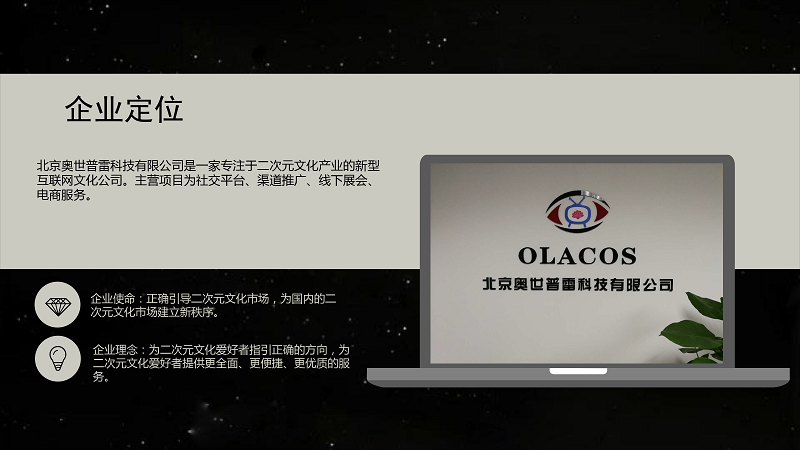 企业定位
北京奥世普雷科技有限公司是一家专注于二次元文化产业的新型
互联网文化公司。主营项目为社交平台、渠道推广、线下展会、
电商服务。
OLACOS
北京奥世普雷科技有限公司
企业使命：正确引导二次元文化市场，为国内的二
次元文化市场建立新秩序。
企业理念：为二次元文化爱好者指引正确的方向，为
二次元文化爱好者提供更全面、更便捷、更优质的服
务。